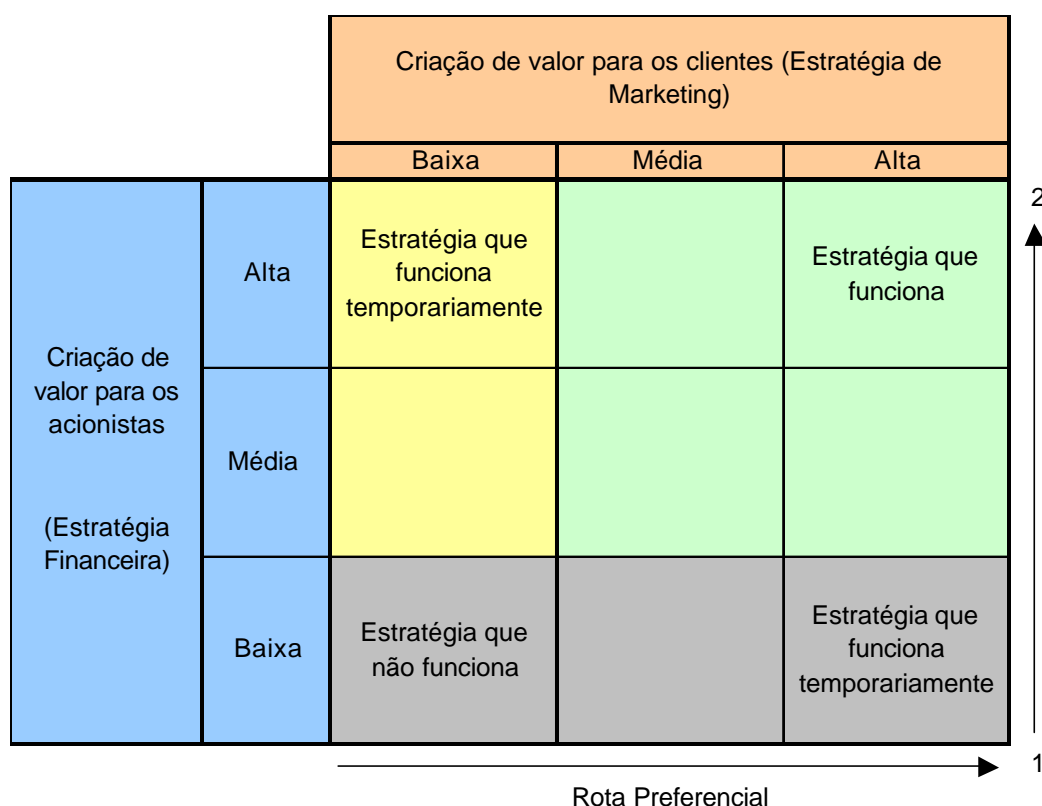 Criação de valor para os clientes (Estratégia de
Marketing)
Baixa
Média
Alta
2
Criação de
valor para os
acionistas
(Estratégia
Financeira)
Alta
Estratégia que
funciona
temporariamente
Estratégia que
funciona
Média
Baixa
Estratégia que
não funciona
Estratégia que
funciona
temporariamente
1
Rota Preferencial